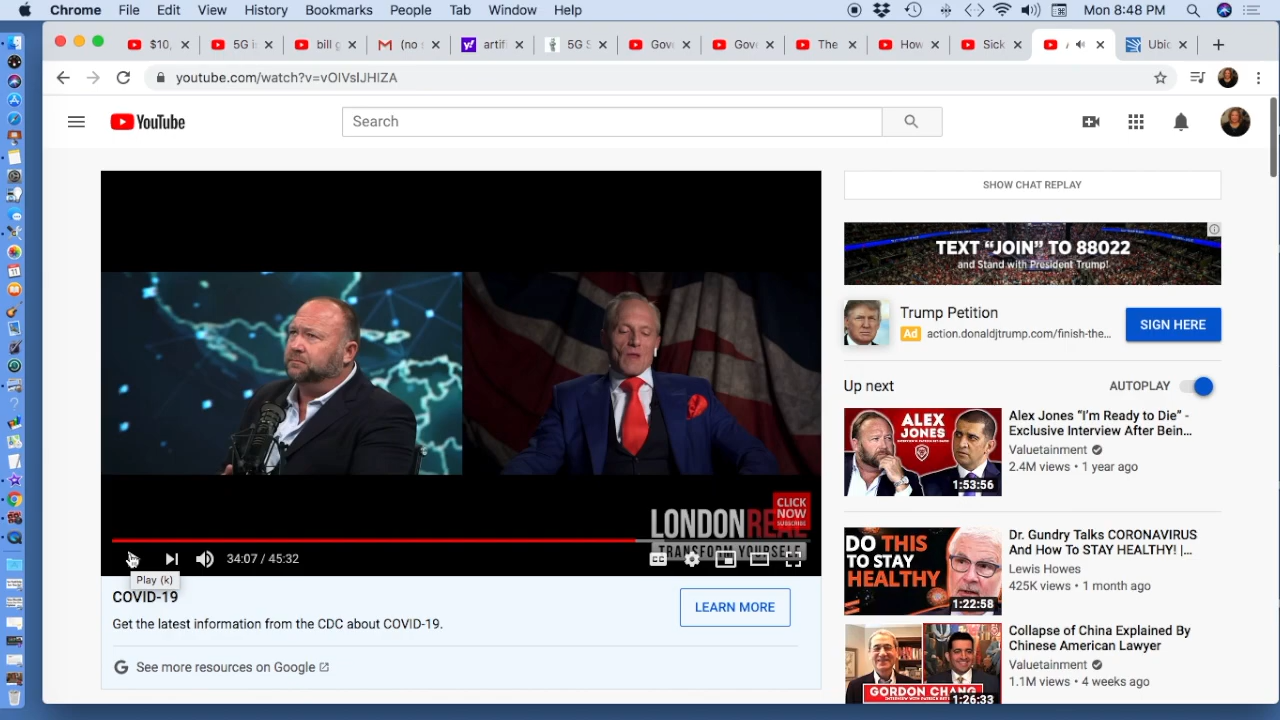 Chrome File Edit View History Bookmarks People Tab Window Help Mon 8:48 PM
$10, 5G i bill g (no artif 5G S Gov Gov The How Sick Ubi
youtube.com/watch?v=vOIVsIJHIZA
YouTube
Search
SHOW CHAT REPLAY
TEXT “JOIN” TO 88022
and Stand with President Trump!
Trump Petition
Ad action.donaldjtrump.com/finish-the...
SIGN HERE
Up next
AUTOPLAY
ALEX
JONES
1:53:56
Alex Jones “I’m Ready to Die” -
Exclusive Interview After Bein...
Valuetainment
2.4M views • 1 year ago
DO THIS
TO STAY
HEALTHY!
1:22:58
Dr. Gundry Talks CORONAVIRUS
And How To STAY HEALTHY! |...
Lewis Howes
425K views • 1 month ago
GORDON CHANG
1:26:33
Collapse of China Explained By
Chinese American Lawyer
Valuetainment
1.1M views • 4 weeks ago
CLICK
NOW
SUBSCRIBE
LONDON REAL
TRANSFORM YOURSELF
34:07 / 45:32
CC
Play (k)
COVID-19
Get the latest information from the CDC about COVID-19.
LEARN MORE
See more resources on Google